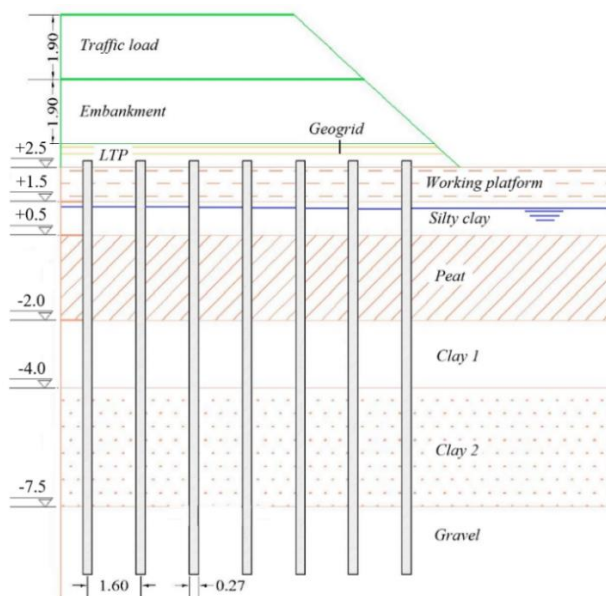 1.90
Traffic load
1.90
Embankment
Geogrid
LTP
+2.5
Working platform
+1.5
Silty clay
+0.5
Peat
-2.0
Clay 1
-4.0
Clay 2
-7.5
Gravel
1.60
0.27